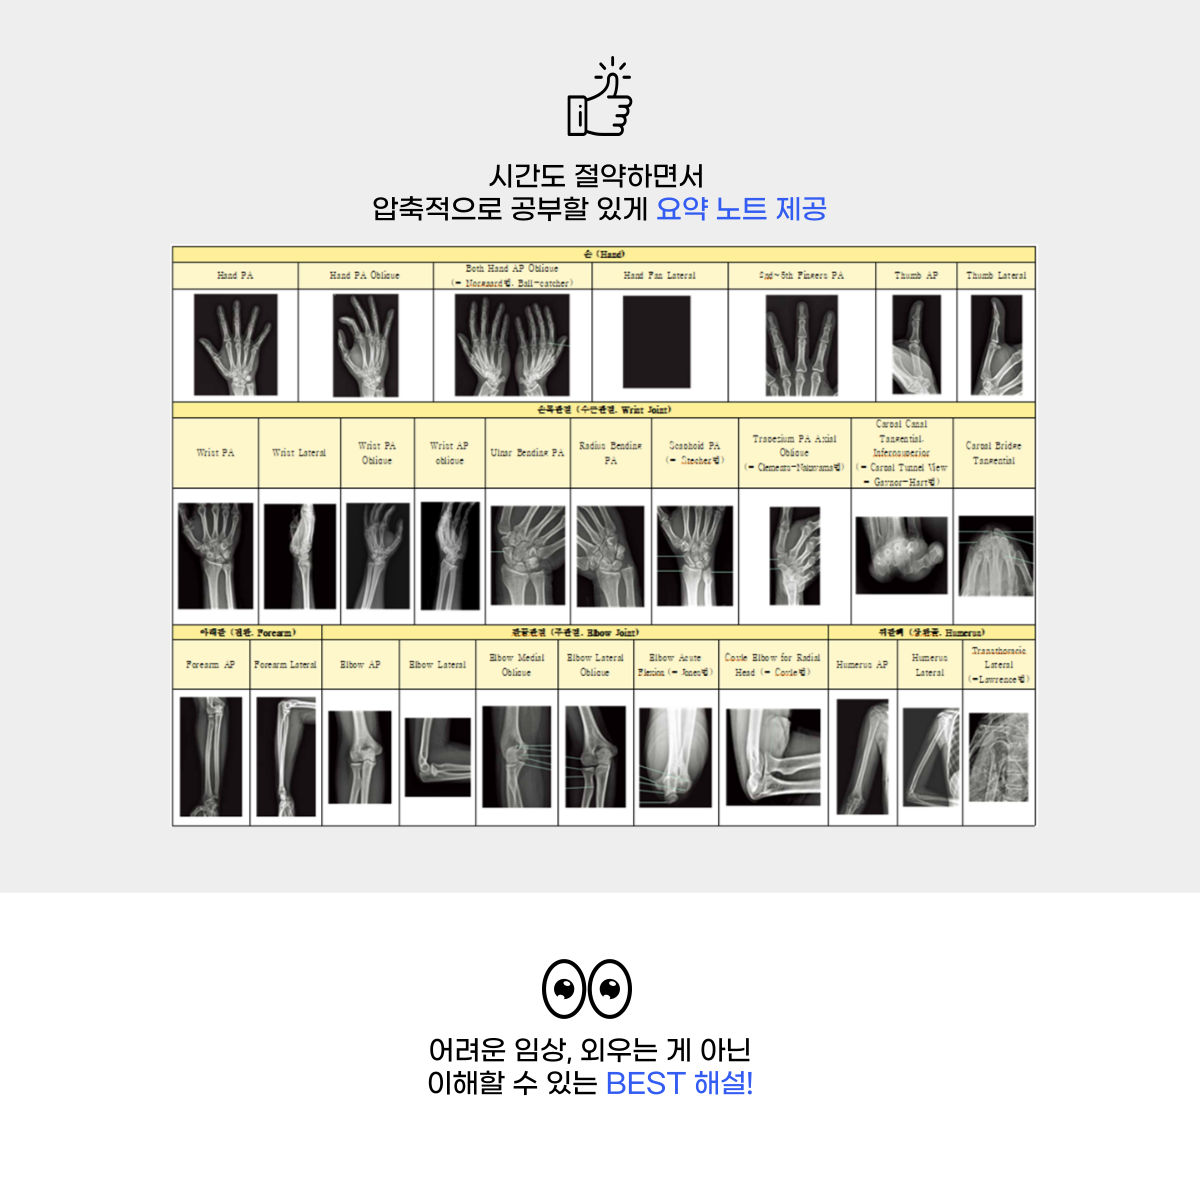 시간도 절약하면서
압축적으로 공부할 있게 요약 노트 제공
손 (Hand)
Hand PA
Hand PA Oblique
Both Hand AP Oblique
(= Norgaard법, Ball-catcher)
Hand Fan Lateral
2nd~5th Fingers PA
Thumb AP
Thumb Lateral
손목관절 (수근관절, Wrist Joint)
Wrist PA
Wrist Lateral
Wrist PA
Oblique
Wrist AP
oblique
Ulnar Bending PA
Radius Bending
PA
Scaphoid PA
(= Stecher법)
Trapezium PA Axial
Oblique
(= Clements-Nakayama법)
Carpal Canal
Tangential,
Inferosuperior
(= Carpal Tunnel View
= Gaynor-Hart법)
Carpal Bridge
Tangential
아래팔 (전완, Forearm)
팔꿈관절 (주관절, Elbow Joint)
위팔뼈 (상완골, Humerus)
Forearm AP
Forearm Lateral
Elbow AP
Elbow Lateral
Elbow Medial
Oblique
Elbow Lateral
Oblique
Elbow Acute
Flexion (= Jones법)
Coyle Elbow for Radial
Head (= Coyle법)
Humerus AP
Humerus
Lateral
Transthoracic
Lateral
(=Lawrence법)
어려운 임상, 외우는 게 아닌
이해할 수 있는 BEST 해설!